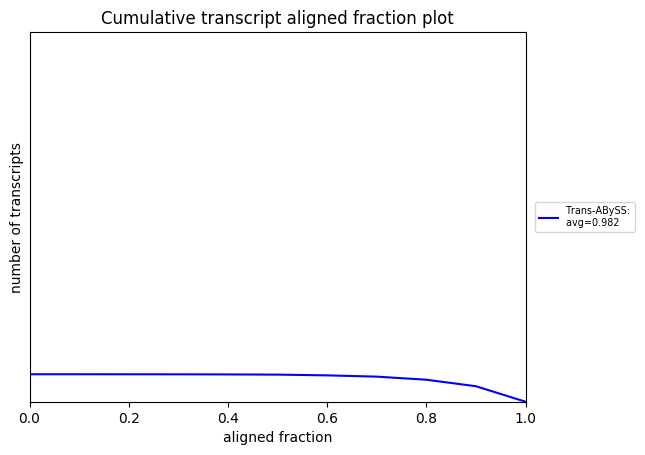 Cumulative transcript aligned fraction plot
number of transcripts
Trans-ABySS:
avg=0.982
0.0 0.2 0.4 0.6 0.8 1.0
aligned fraction